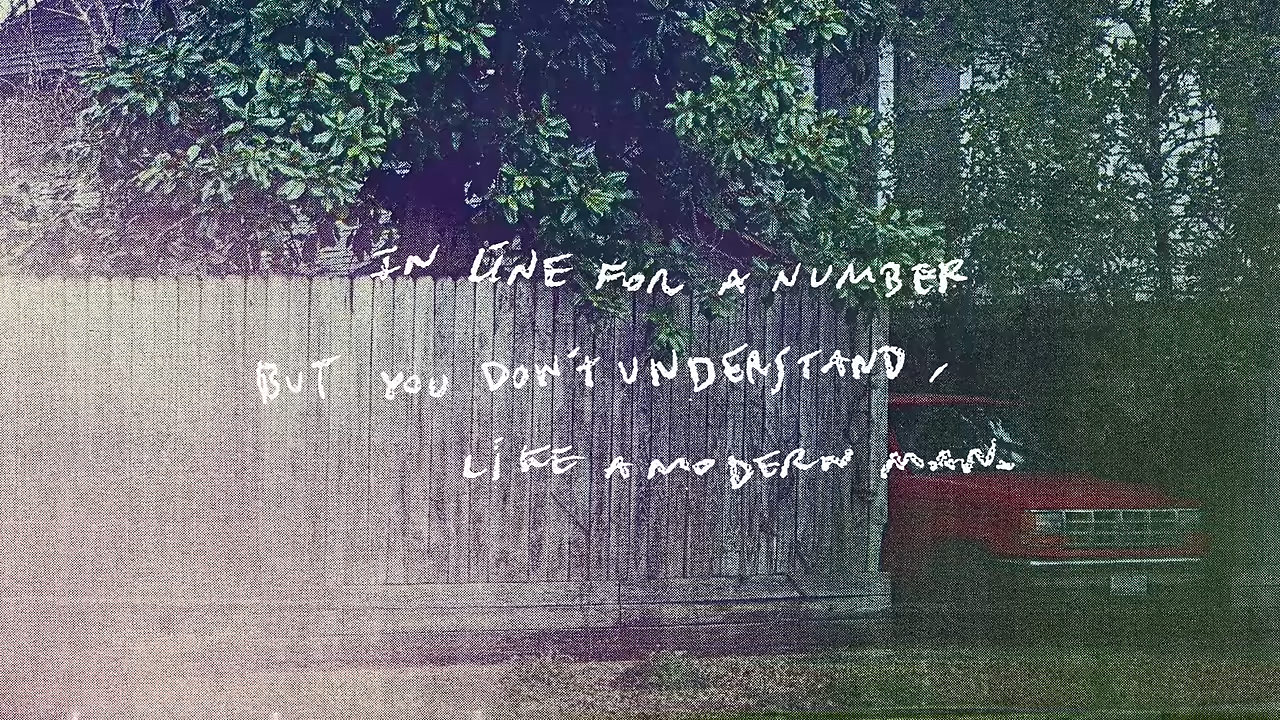 IN LINE FOR A NUMBER
BUT YOU DON'T UNDERSTAND,
LIKE A MODERN MAN.